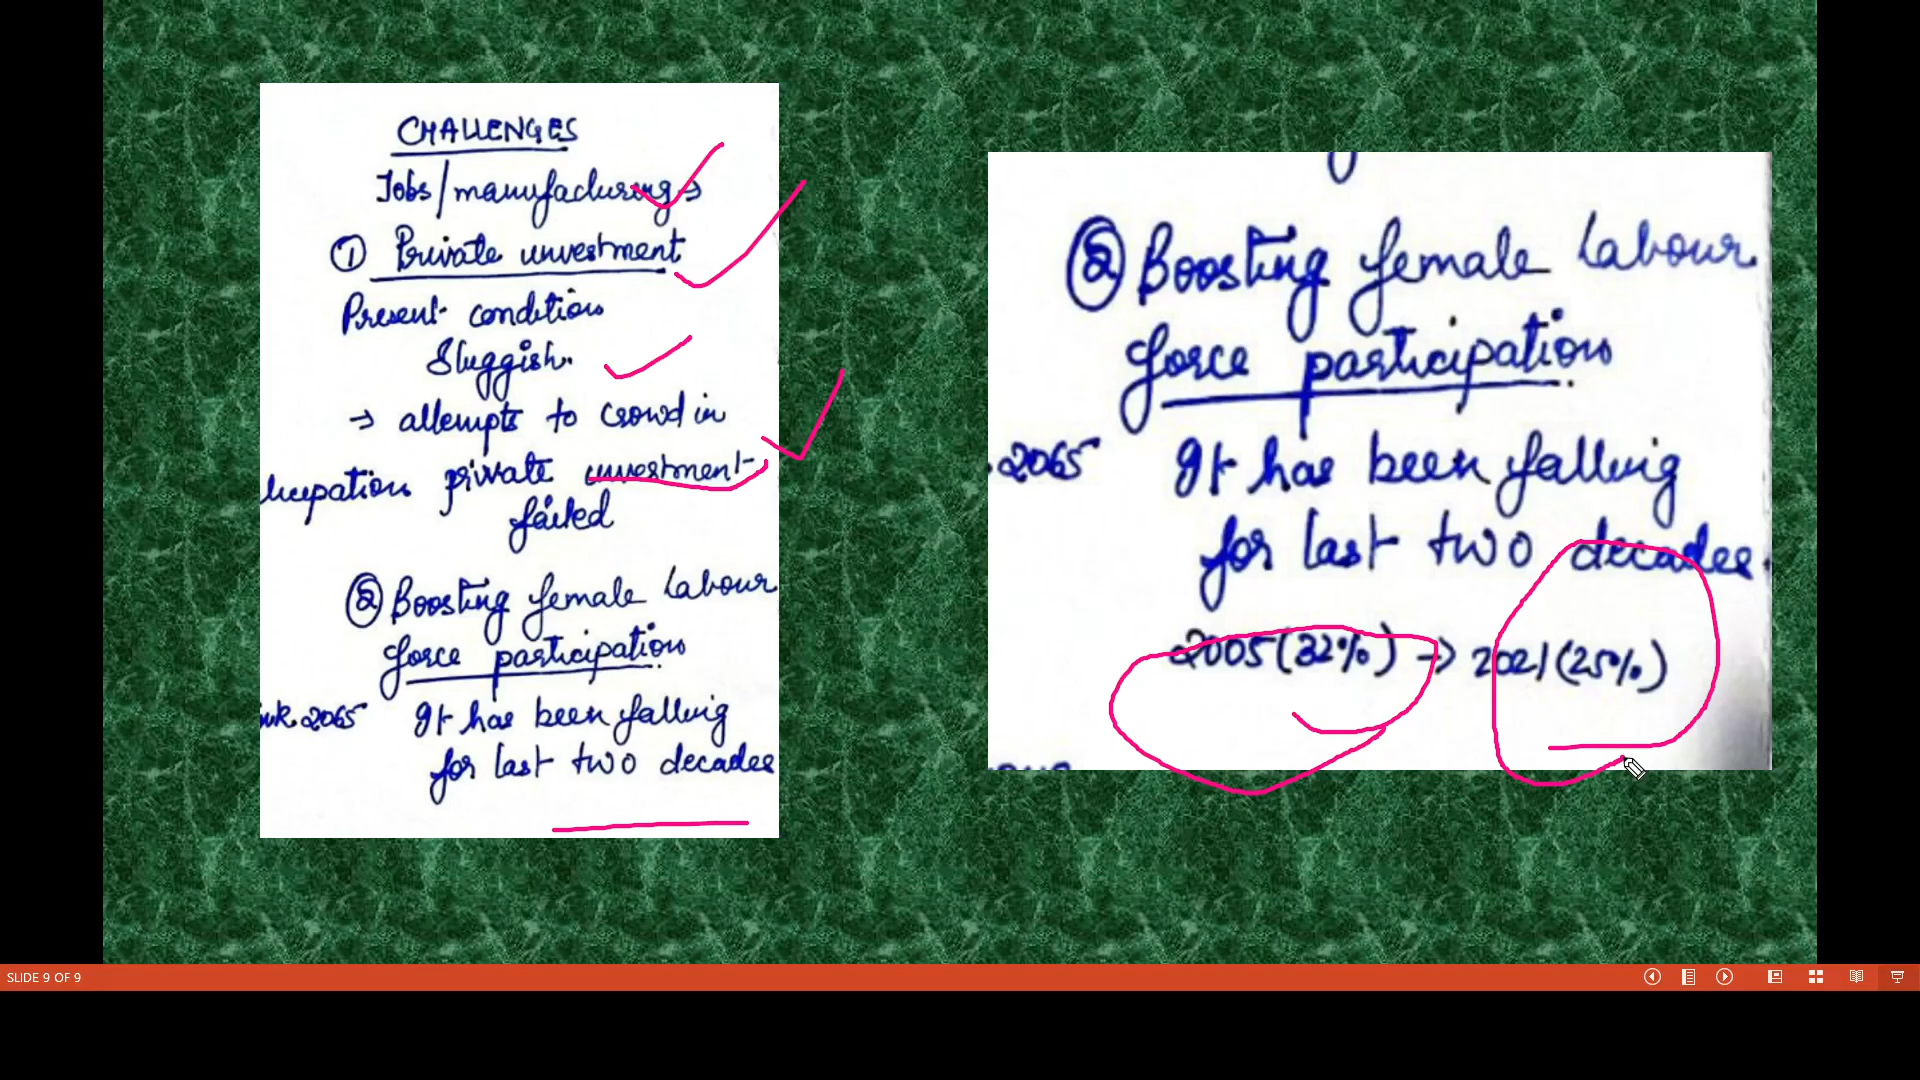 CHALLENGES
Jobs/manufacturing →
① Private investment
Present condition
Sluggish.
→ attempts to crowd in
private investment
failed
② Boosting female labour
force participation
2065 It has been falling
for last two decades
② Boosting female labour
force participation
2065 It has been falling
for last two decades.
2005 (32%) → 2021 (25%)
SLIDE 9 OF 9